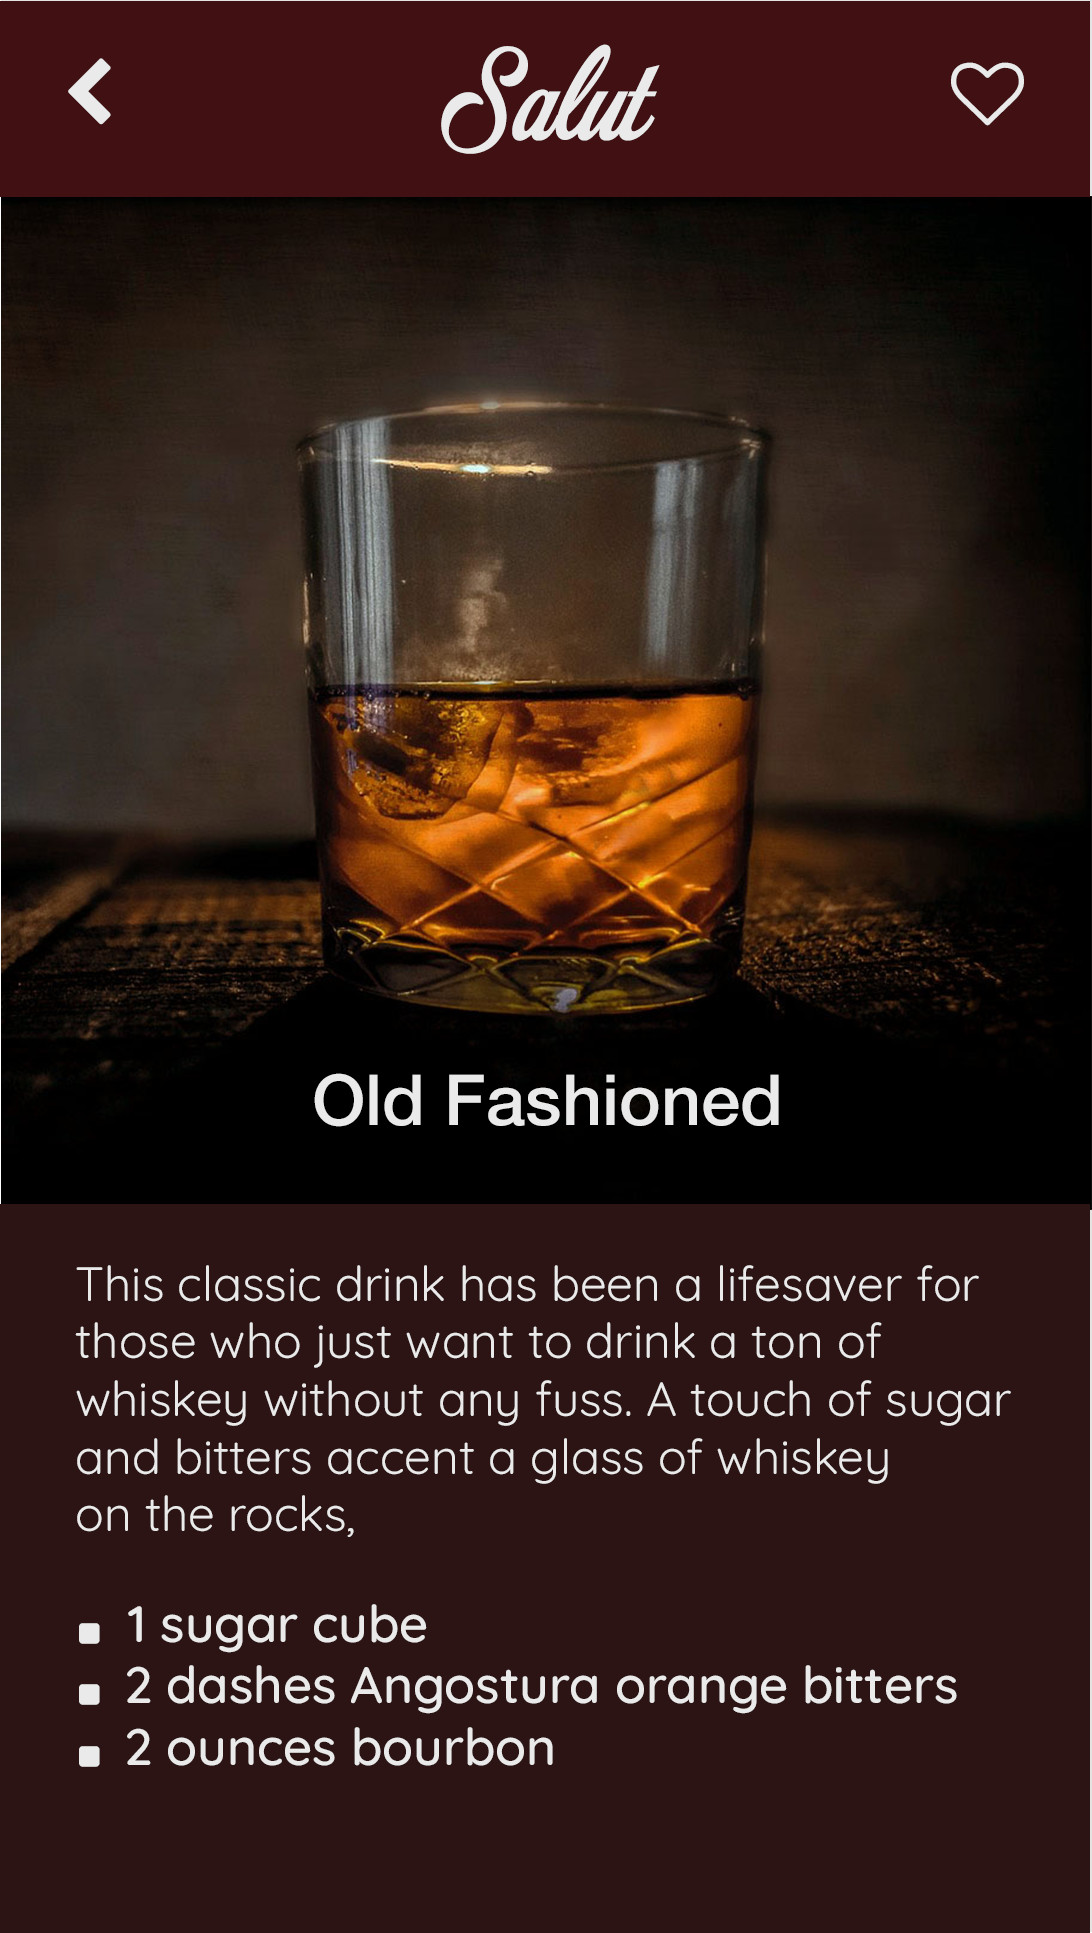 Salut
Old Fashioned
This classic drink has been a lifesaver for
those who just want to drink a ton of
whiskey without any fuss. A touch of sugar
and bitters accent a glass of whiskey
on the rocks,
1 sugar cube
2 dashes Angostura orange bitters
2 ounces bourbon